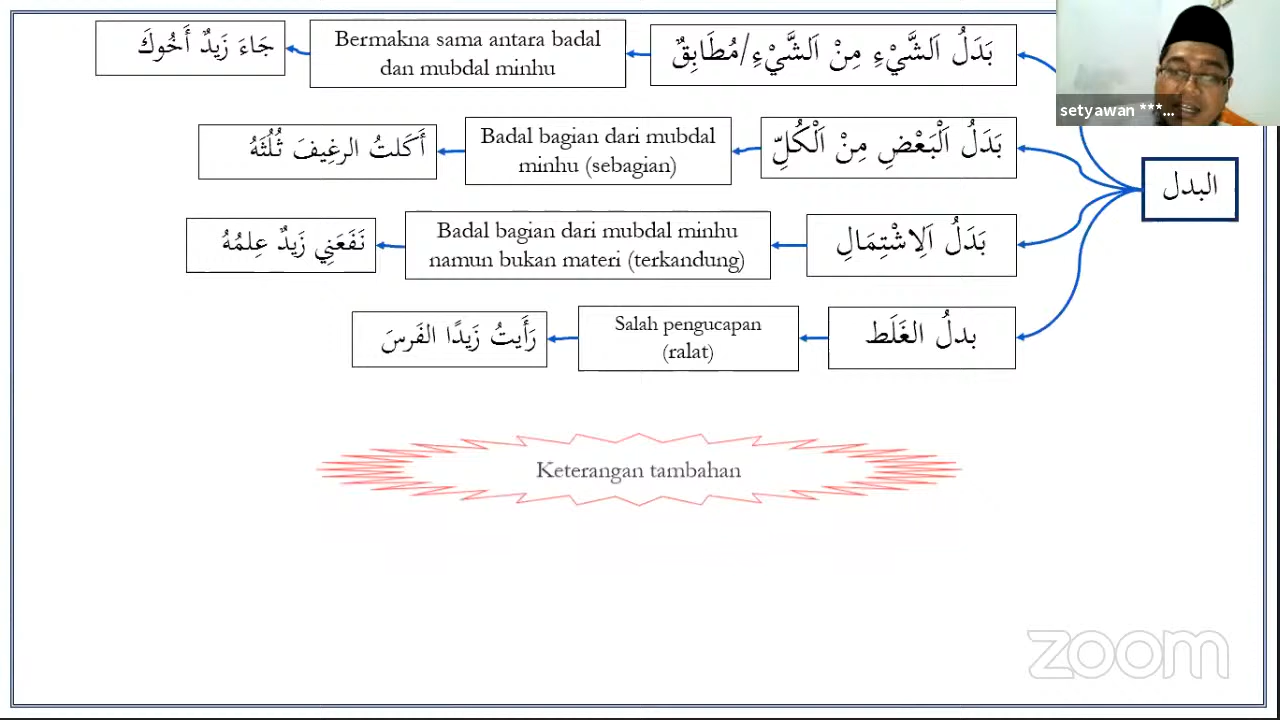 البدل
بَدَلُ اَلشَّيْءِ مِنْ اَلشَّيْءِ/مُطَابِقٌ
Bermakna sama antara badal
dan mubdal minhu
جَاءَ زَيدٌ أَخُوكَ
بَدَلُ اَلْبَعْضِ مِنْ اَلْكُلِّ
Badal bagian dari mubdal
minhu (sebagian)
أَكَلتُ الرغِيفَ ثُلُثَهُ
بَدَلُ اَلِاشْتِمَالِ
Badal bagian dari mubdal minhu
namun bukan materi (terkandung)
نَفَعَنِي زَيدٌ عِلمُهُ
بدلُ الغَلَط
Salah pengucapan
(ralat)
رَأَيتُ زَيدًا الفَرسَ
Keterangan tambahan
setyawan ***...
zoom